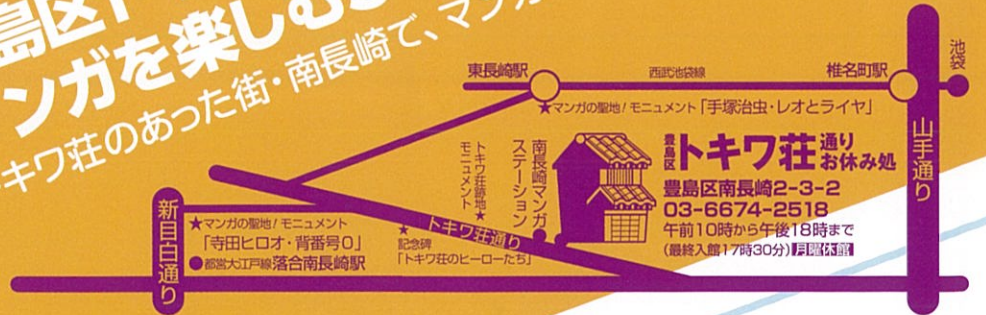 島区
ンガを楽しむ
キワ荘のあった街・南長崎で、マンガ
東長崎駅
西武池袋線
椎名町駅
池袋
★マンガの聖地!モニュメント「手塚治虫・レオとライヤ」
山手通り
豊島区
トキワ荘通り
お休み処
豊島区南長崎2-3-2
03-6674-2518
午前10時から午後18時まで
(最終入館17時30分)月曜休館
南長崎マンガ
ステーション
トキワ荘跡地★
モニュメント
トキワ荘通り
★
記念碑
「トキワ荘のヒーローたち」
新目白通り
★マンガの聖地!モニュメント
「寺田ヒロオ・背番号0」
●都営大江戸線落合南長崎駅